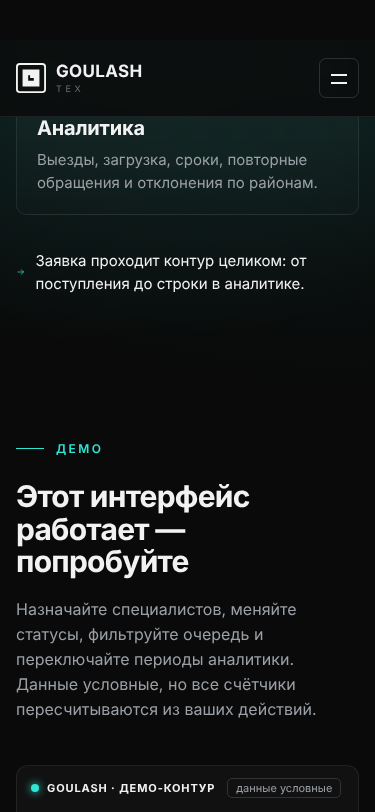 GOULASH
ТЕХ
Аналитика
Выезды, загрузка, сроки, повторные
обращения и отклонения по районам.
→ Заявка проходит контур целиком: от
поступления до строки в аналитике.
ДЕМО
Этот интерфейс
работает —
попробуйте
Назначайте специалистов, меняйте
статусы, фильтруйте очередь и
переключайте периоды аналитики.
Данные условные, но все счётчики
пересчитываются из ваших действий.
GOULASH · ДЕМО-КОНТУР данные условные